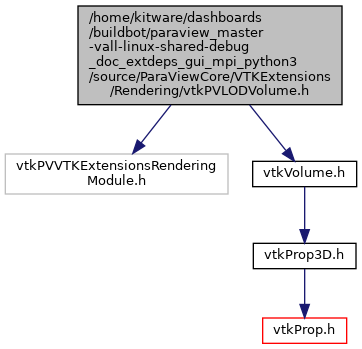 /home/kitware/dashboards
/buildbot/paraview_master
-vall-linux-shared-debug
_doc_extdeps_gui_mpi_python3
/source/ParaViewCore/VTKExtensions
/Rendering/vtkPVLODVolume.h
vtkPVVTKExtensionsRendering
Module.h
vtkVolume.h
vtkProp3D.h
vtkProp.h